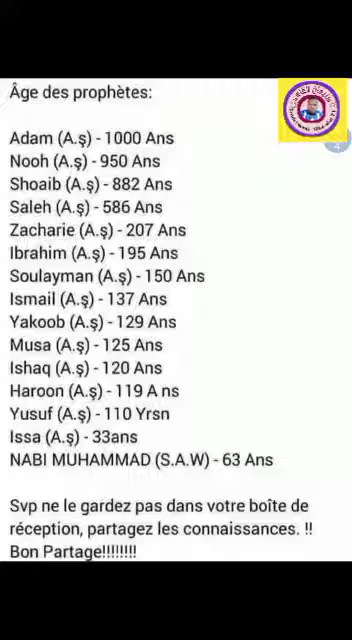 Âge des prophètes:
Adam (A.ş) - 1000 Ans
Nooh (A.ş) - 950 Ans
Shoaib (A.ş) - 882 Ans
Saleh (A.ş) - 586 Ans
Zacharie (A.ş) - 207 Ans
Ibrahim (A.ş) - 195 Ans
Soulayman (A.ş) - 150 Ans
Ismail (A.ş) - 137 Ans
Yakoob (A.ş) - 129 Ans
Musa (A.ş) - 125 Ans
Ishaq (A.ş) - 120 Ans
Haroon (A.ş) - 119 A ns
Yusuf (A.ş) - 110 Yrsn
Issa (A.ş) - 33ans
NABI MUHAMMAD (S.A.W) - 63 Ans
Svp ne le gardez pas dans votre boîte de
réception, partagez les connaissances. !!
Bon Partage!!!!!!!!
4